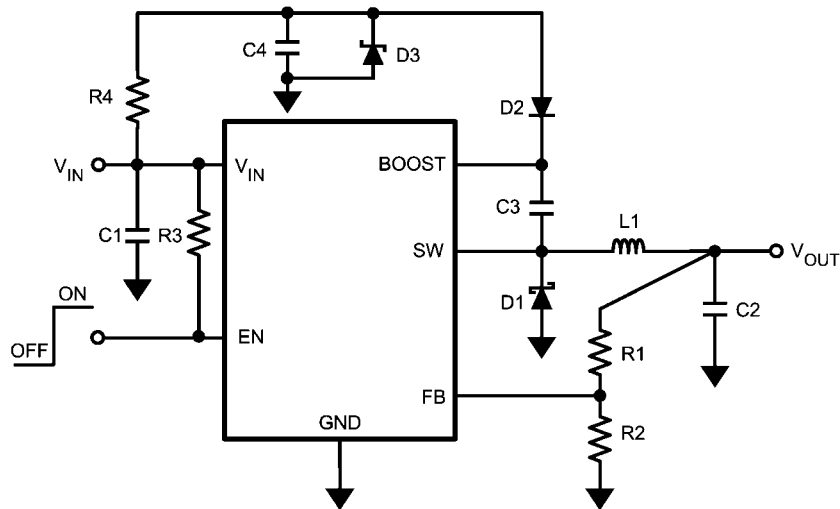 C4
D3
R4
D2
VIN
VIN
BOOST
C3
L1
C1
R3
SW
VOUT
ON
D1
C2
OFF
EN
R1
FB
GND
R2